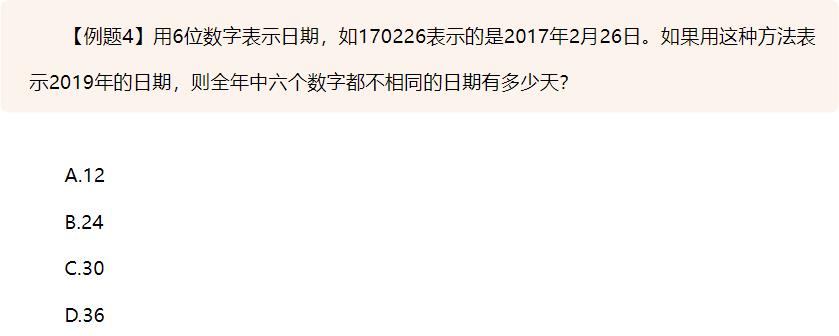 【例题4】用6位数字表示日期，如170226表示的是2017年2月26日。如果用这种方法表
示2019年的日期，则全年中六个数字都不相同的日期有多少天？
A.12
B.24
C.30
D.36